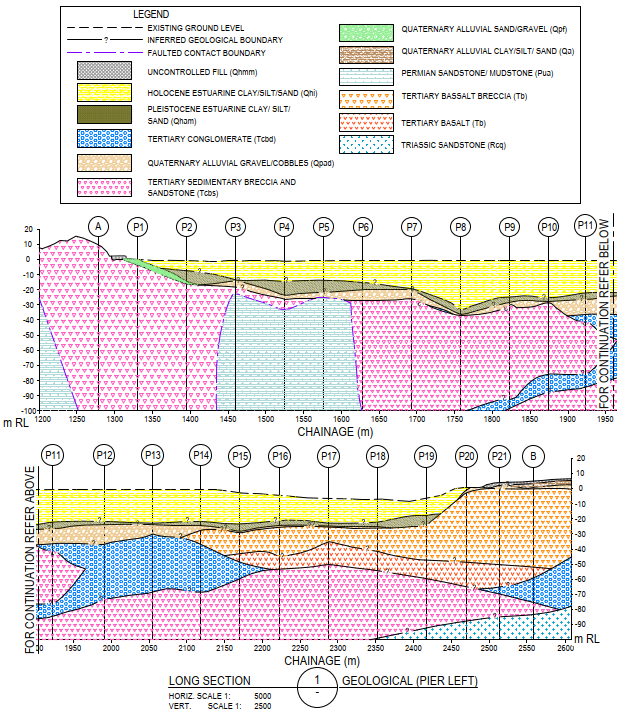 LEGEND
EXISTING GROUND LEVEL
? INFERRED GEOLOGICAL BOUNDARY
FAULTED CONTACT BOUNDARY
UNCONTROLLED FILL (Qhmm)
HOLOCENE ESTUARINE CLAY/SILT/SAND (Qhi)
PLEISTOCENE ESTUARINE CLAY/ SILT/
SAND (Qham)
TERTIARY CONGLOMERATE (Tcbd)
QUATERNARY ALLUVIAL GRAVEL/COBBLES (Qpad)
TERTIARY SEDIMENTARY BRECCIA AND
SANDSTONE (Tcbs)
QUATERNARY ALLUVIAL SAND/GRAVEL (Qpf)
QUATERNARY ALLUVIAL CLAY/SILT/ SAND (Qa)
PERMIAN SANDSTONE/ MUDSTONE (Pua)
TERTIARY BASSALT BRECCIA (Tb)
TERTIARY BASALT (Tb)
TRIASSIC SANDSTONE (Rcq)
A P1 P2 P3 P4 P5 P6 P7 P8 P9 P10 P11
20
10
0
-10
-20
-30
-40
-50
-60
-70
-80
-90
-100
m RL
1200 1250 1300 1350 1400 1450 1500 1550 1600 1650 1700 1750 1800 1850 1900 1950
CHAINAGE (m)
FOR CONTINUATION REFER BELOW
P11 P12 P13 P14 P15 P16 P17 P18 P19 P20 P21 B
FOR CONTINUATION REFER ABOVE
20
10
0
-10
-20
-30
-40
-50
-60
-70
-80
-90
m RL
1900 1950 2000 2050 2100 2150 2200 2250 2300 2350 2400 2450 2500 2550 2600
CHAINAGE (m)
LONG SECTION 1 GEOLOGICAL (PIER LEFT)
-
HORIZ. SCALE 1: 5000
VERT. SCALE 1: 2500